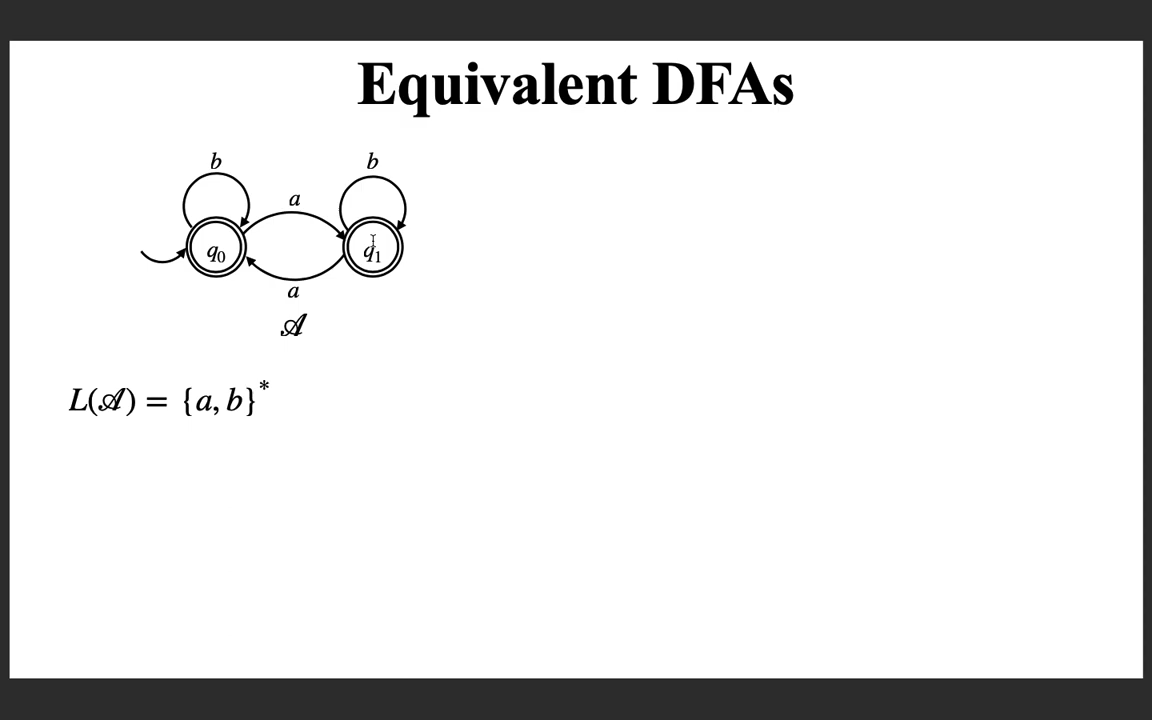 Equivalent DFAs
b b
a
q₀ q₁
a
𝒜
L(𝒜) = {a, b}*